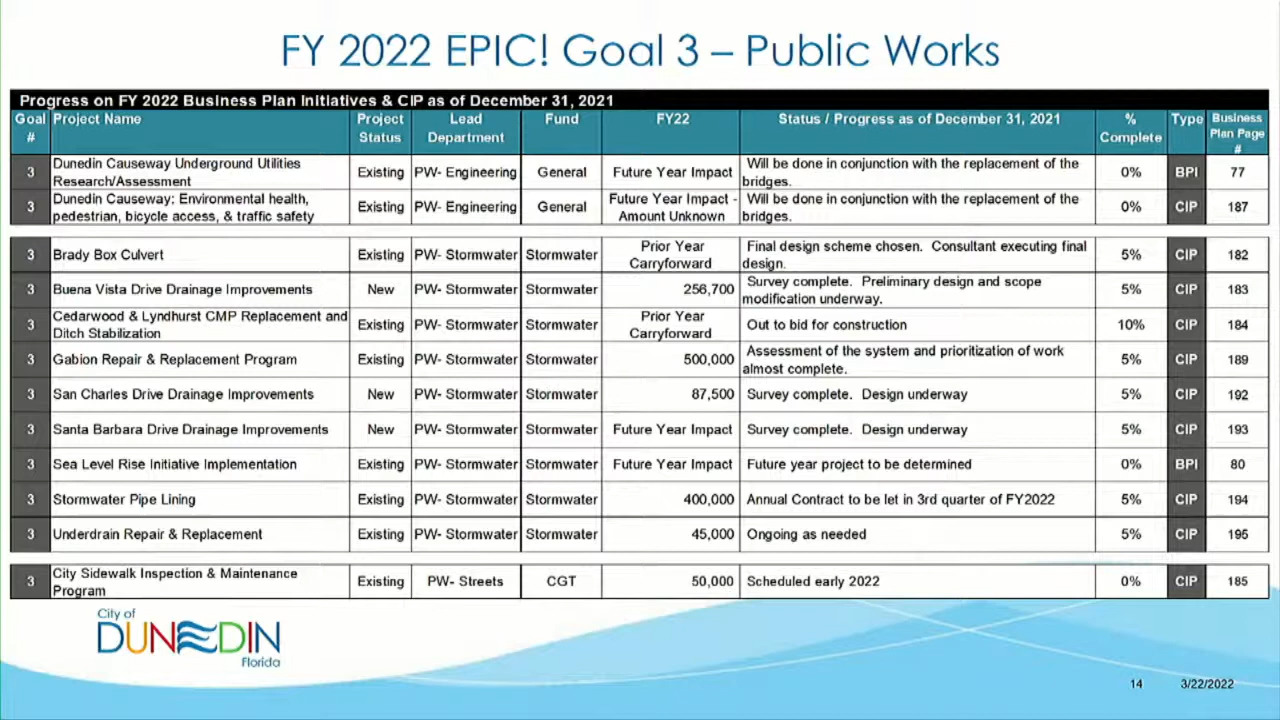 FY 2022 EPIC! Goal 3 – Public Works
Progress on FY 2022 Business Plan Initiatives & CIP as of December 31, 2021
Goal # Project Name Project Status Lead Department Fund FY22 Status / Progress as of December 31, 2021 % Complete Type Business Plan Page #
3 Dunedin Causeway Underground Utilities Research/Assessment Existing PW- Engineering General Future Year Impact Will be done in conjunction with the replacement of the bridges. 0% BPI 77
3 Dunedin Causeway: Environmental health, pedestrian, bicycle access, & traffic safety Existing PW- Engineering General Future Year Impact - Amount Unknown Will be done in conjunction with the replacement of the bridges. 0% CIP 187
3 Brady Box Culvert Existing PW- Stormwater Stormwater Prior Year Carryforward Final design scheme chosen. Consultant executing final design. 5% CIP 182
3 Buena Vista Drive Drainage Improvements New PW- Stormwater Stormwater 256,700 Survey complete. Preliminary design and scope modification underway. 5% CIP 183
3 Cedarwood & Lyndhurst CMP Replacement and Ditch Stabilization Existing PW- Stormwater Stormwater Prior Year Carryforward Out to bid for construction 10% CIP 184
3 Gabion Repair & Replacement Program Existing PW- Stormwater Stormwater 500,000 Assessment of the system and prioritization of work almost complete. 5% CIP 189
3 San Charles Drive Drainage Improvements New PW- Stormwater Stormwater 87,500 Survey complete. Design underway 5% CIP 192
3 Santa Barbara Drive Drainage Improvements New PW- Stormwater Stormwater Future Year Impact Survey complete. Design underway 5% CIP 193
3 Sea Level Rise Initiative Implementation Existing PW- Stormwater Stormwater Future Year Impact Future year project to be determined 0% BPI 80
3 Stormwater Pipe Lining Existing PW- Stormwater Stormwater 400,000 Annual Contract to be let in 3rd quarter of FY2022 5% CIP 194
3 Underdrain Repair & Replacement Existing PW- Stormwater Stormwater 45,000 Ongoing as needed 5% CIP 195
3 City Sidewalk Inspection & Maintenance Program Existing PW- Streets CGT 50,000 Scheduled early 2022 0% CIP 185
City of
DUNEDIN
Florida
14 3/22/2022